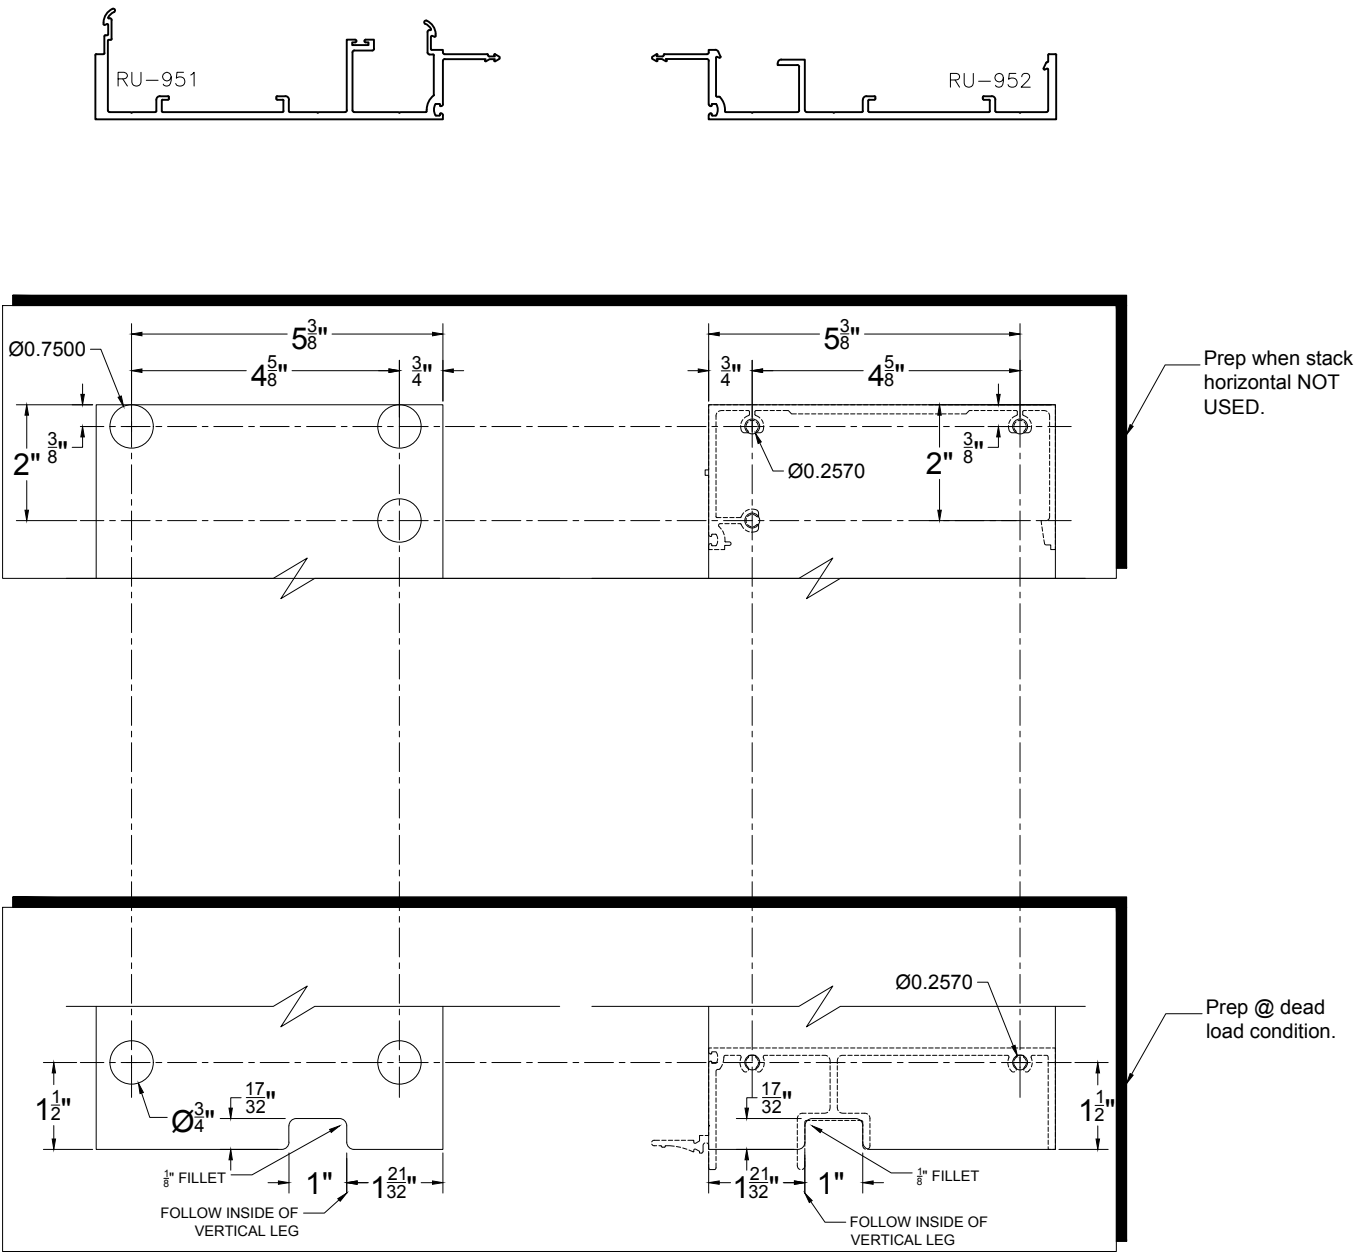 RU-951
RU-952
5 3/8"
5 3/8"
Ø0.7500
4 5/8"
3/4"
3/4"
4 5/8"
Prep when stack
horizontal NOT
USED.
2"
3/8"
2"
3/8"
Ø0.2570
Ø0.2570
Prep @ dead
load condition.
1 1/2"
Ø3/4"
17/32"
17/32"
1 1/2"
1/8" FILLET
1"
1 21/32"
1 21/32"
1"
1/8" FILLET
FOLLOW INSIDE OF
VERTICAL LEG
FOLLOW INSIDE OF
VERTICAL LEG